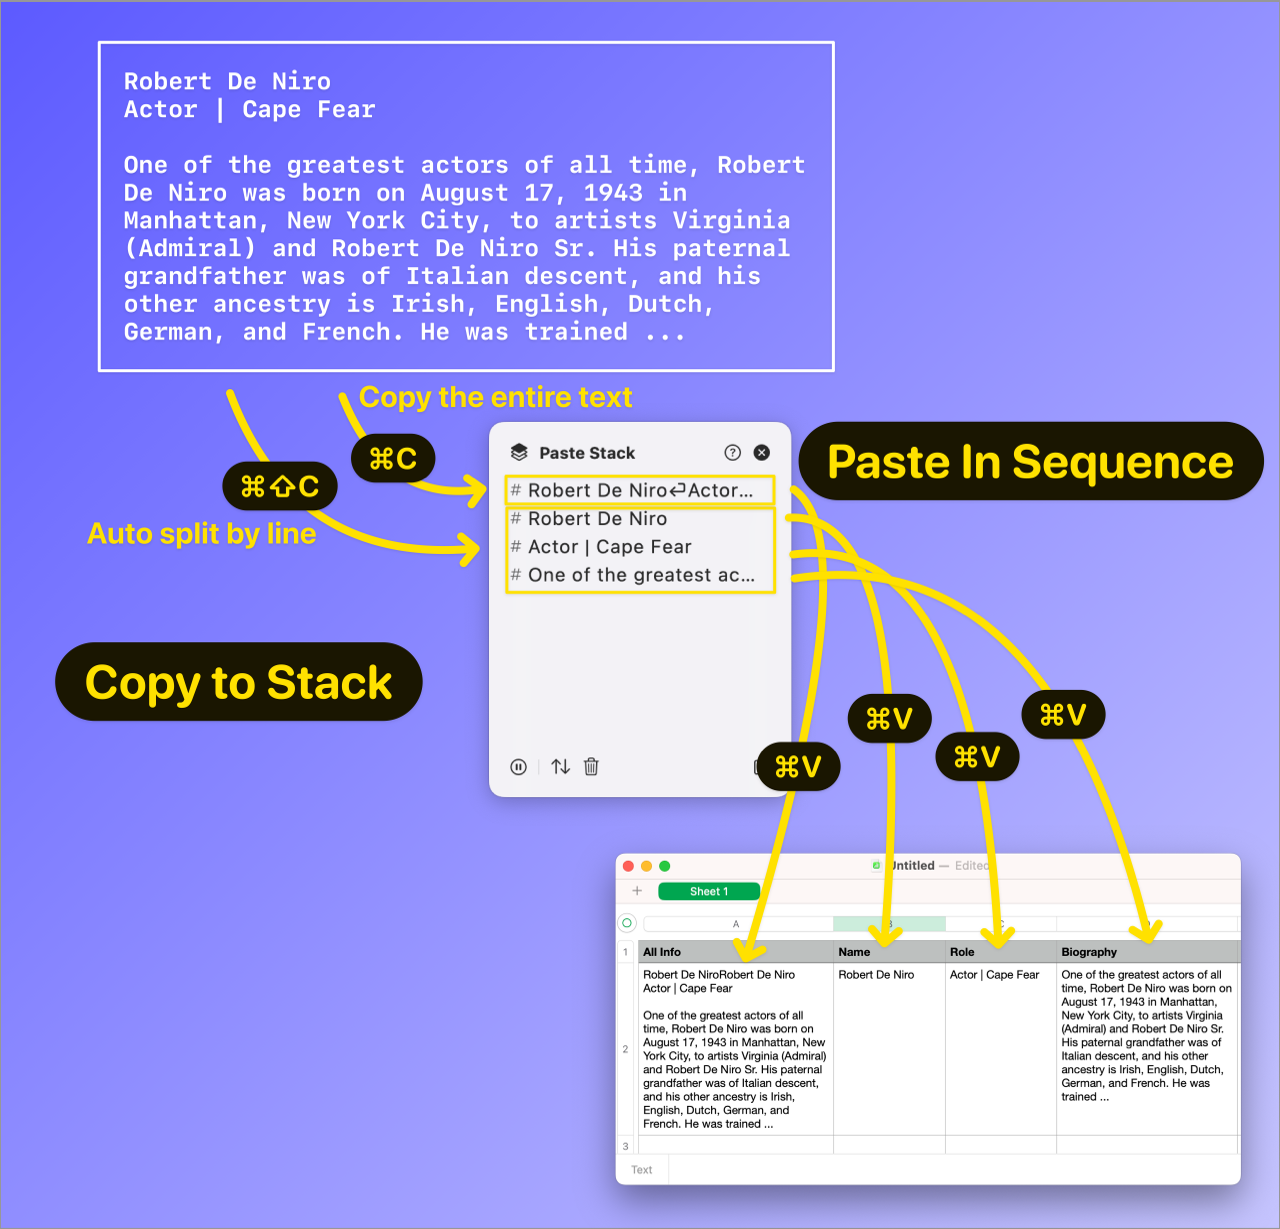 Robert De Niro
Actor | Cape Fear
One of the greatest actors of all time, Robert
De Niro was born on August 17, 1943 in
Manhattan, New York City, to artists Virginia
(Admiral) and Robert De Niro Sr. His paternal
grandfather was of Italian descent, and his
other ancestry is Irish, English, Dutch,
German, and French. He was trained ...
Copy the entire text
⌘C
⌘⇧C
Auto split by line
Paste Stack
?
# Robert De Niro↩Actor...
# Robert De Niro
# Actor | Cape Fear
# One of the greatest ac...
Paste In Sequence
Copy to Stack
⌘V
⌘V
⌘V
⌘V
Untitled — Edited
+ Sheet 1
A B C
1 All Info Name Role Biography
2
Robert De NiroRobert De Niro
Actor | Cape Fear
One of the greatest actors of all
time, Robert De Niro was born on
August 17, 1943 in Manhattan, New
York City, to artists Virginia (Admiral)
and Robert De Niro Sr. His paternal
grandfather was of Italian descent,
and his other ancestry is Irish,
English, Dutch, German, and
French. He was trained ...
Robert De Niro
Actor | Cape Fear
One of the greatest actors of all
time, Robert De Niro was born on
August 17, 1943 in Manhattan,
New York City, to artists Virginia
(Admiral) and Robert De Niro Sr.
His paternal grandfather was of
Italian descent, and his other
ancestry is Irish, English, Dutch,
German, and French. He was
trained ...
3
Text